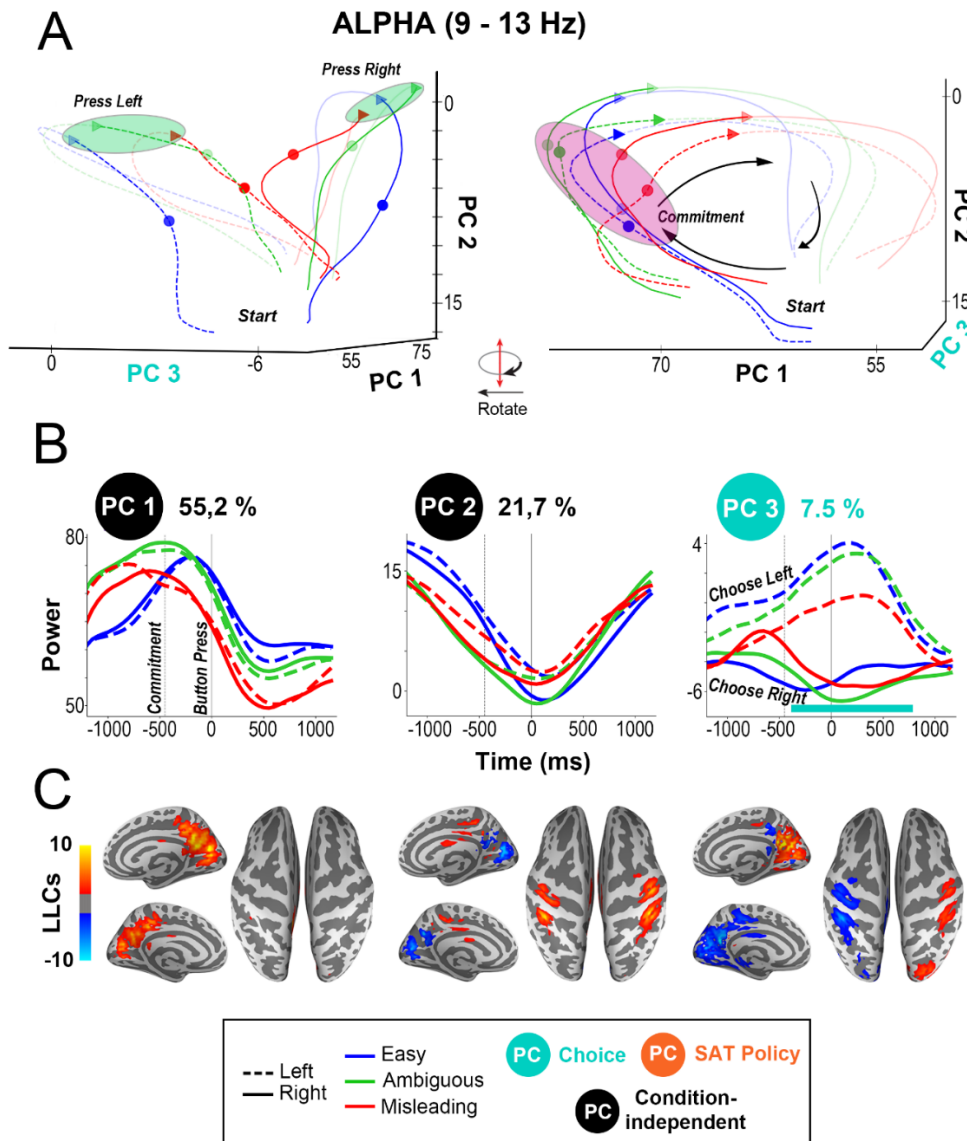 A
ALPHA (9 - 13 Hz)
Press Left
Press Right
0
PC 2
15
Start
0
PC 3
-6
55
75
PC 1
Rotate
Commitment
Start
0
PC 2
15
PC 3
70
PC 1
55
B
PC 1
55,2 %
80
Power
50
Commitment
Button Press
-1000 -500 0 500 1000
PC 2
21,7 %
15
0
-1000 -500 0 500 1000
PC 3
7.5 %
4
Choose Left
Choose Right
-6
-1000 -500 0 500 1000
Time (ms)
C
10
LLCs
-10
Left
Right
Easy
Ambiguous
Misleading
PC Choice
PC SAT Policy
PC Condition-
independent